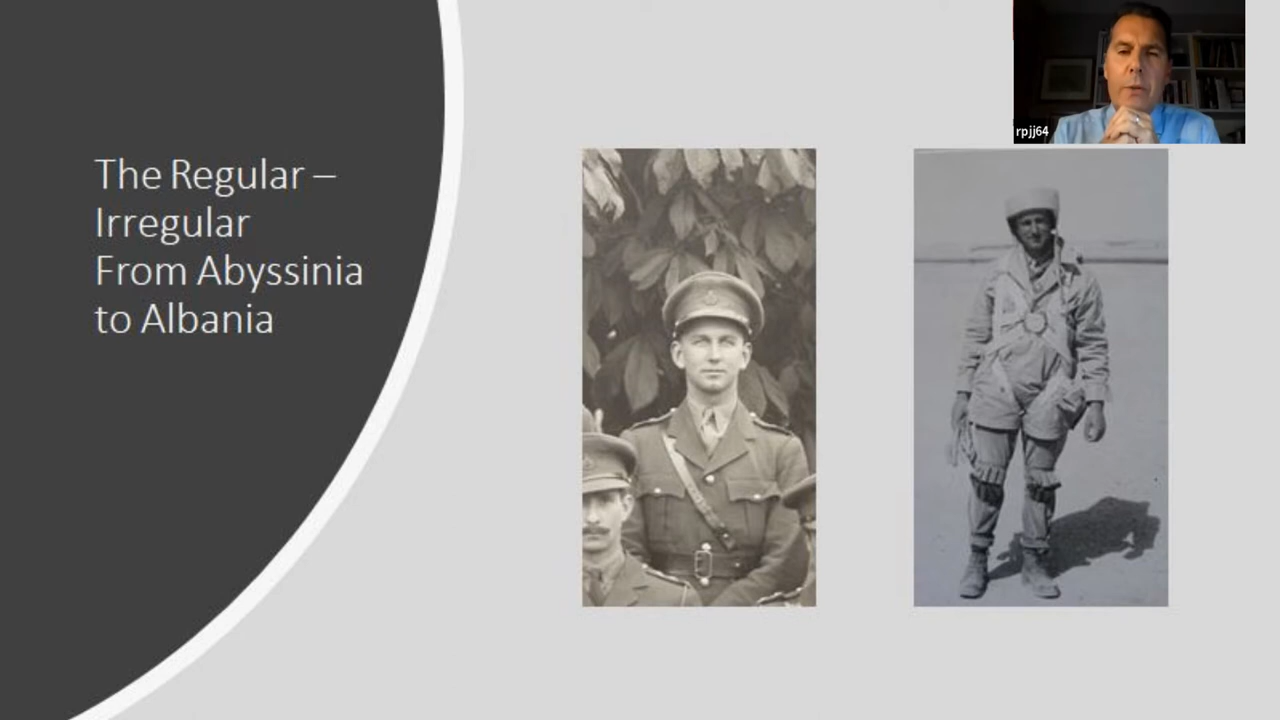 The Regular –
Irregular
From Abyssinia
to Albania
rpjj64